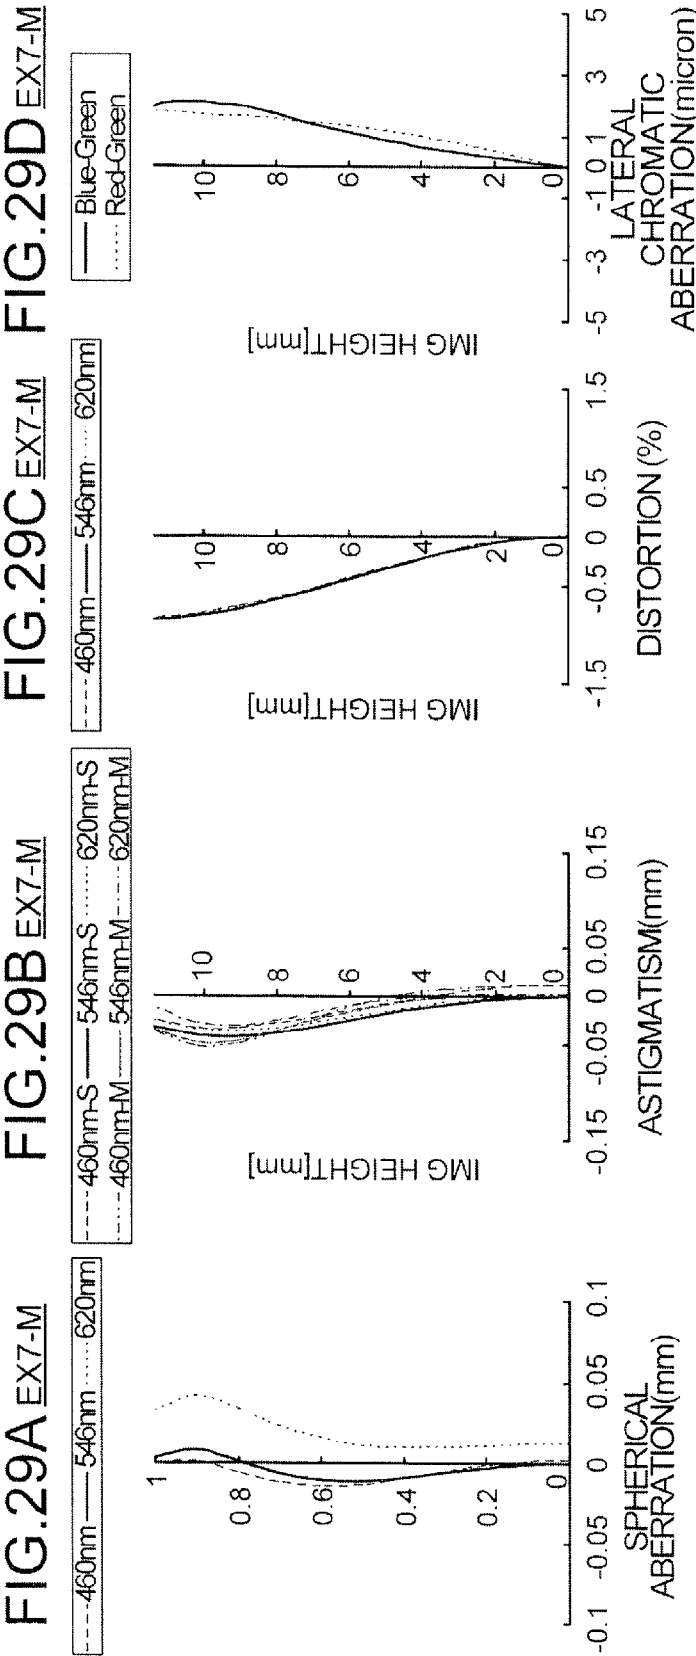 FIG.29A EX7-M
460nm 546nm 620nm
1
0.8
0.6
0.4
0.2
0
-0.1 -0.05 0 0.05 0.1
SPHERICAL
ABERRATION(mm)
FIG.29B EX7-M
460nm-S 546nm-S 620nm-S
460nm-M 546nm-M 620nm-M
IMG HEIGHT[mm]
10
8
6
4
2
0
-0.15 -0.05 0 0.05 0.15
ASTIGMATISM(mm)
FIG.29C EX7-M
460nm 546nm 620nm
IMG HEIGHT[mm]
10
8
6
4
2
0
-1.5 -0.5 0 0.5 1.5
DISTORTION (%)
FIG.29D EX7-M
Blue-Green
Red-Green
IMG HEIGHT[mm]
10
8
6
4
2
0
-5 -3 -1 0 1 3 5
LATERAL
CHROMATIC
ABERRATION(micron)